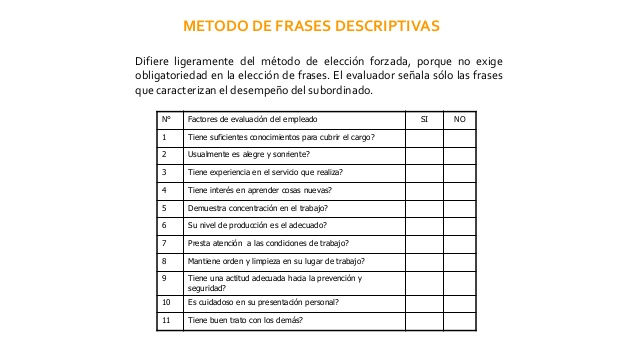 METODO DE FRASES DESCRIPTIVAS
Difiere ligeramente del método de elección forzada, porque no exige
obligatoriedad en la elección de frases. El evaluador señala sólo las frases
que caracterizan el desempeño del subordinado.
N° Factores de evaluación del empleado SI NO
1 Tiene suficientes conocimientos para cubrir el cargo?
2 Usualmente es alegre y sonriente?
3 Tiene experiencia en el servicio que realiza?
4 Tiene interés en aprender cosas nuevas?
5 Demuestra concentración en el trabajo?
6 Su nivel de producción es el adecuado?
7 Presta atención a las condiciones de trabajo?
8 Mantiene orden y limpieza en su lugar de trabajo?
9 Tiene una actitud adecuada hacia la prevención y
seguridad?
10 Es cuidadoso en su presentación personal?
11 Tiene buen trato con los demás?